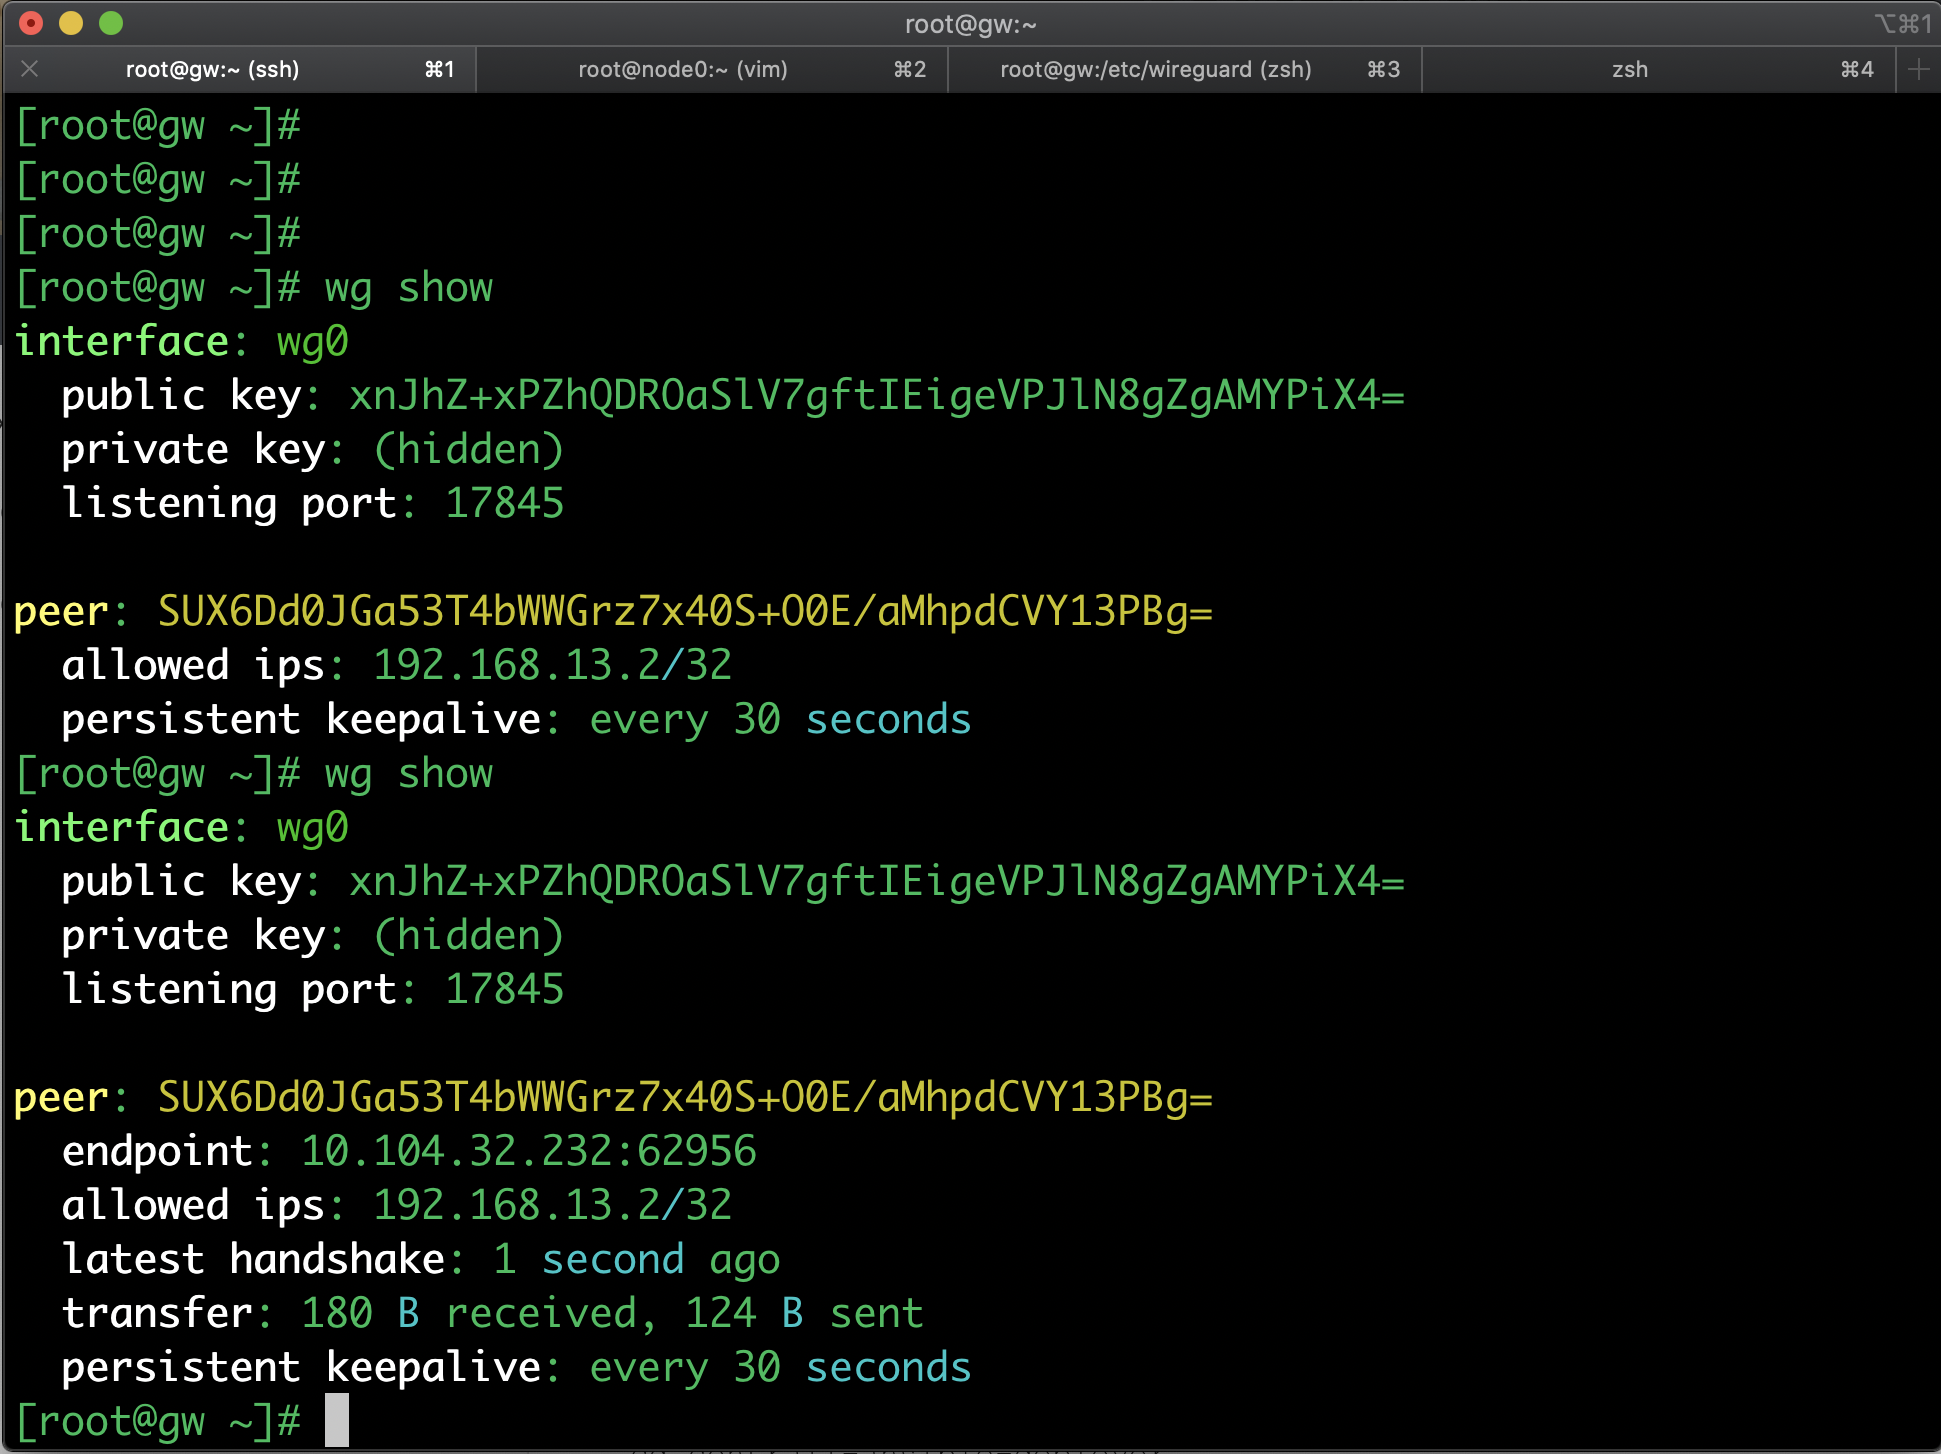 root@gw:~
⌥⌘1
root@gw:~ (ssh) ⌘1 root@node0:~ (vim) ⌘2 root@gw:/etc/wireguard (zsh) ⌘3 zsh ⌘4
[root@gw ~]#
[root@gw ~]#
[root@gw ~]#
[root@gw ~]# wg show
interface: wg0
  public key: xnJhZ+xPZhQDROaSlV7gftIEigeVPJlN8gZgAMYPiX4=
  private key: (hidden)
  listening port: 17845

peer: SUX6Dd0JGa53T4bWWGrz7x40S+O0E/aMhpdCVY13PBg=
  allowed ips: 192.168.13.2/32
  persistent keepalive: every 30 seconds
[root@gw ~]# wg show
interface: wg0
  public key: xnJhZ+xPZhQDROaSlV7gftIEigeVPJlN8gZgAMYPiX4=
  private key: (hidden)
  listening port: 17845

peer: SUX6Dd0JGa53T4bWWGrz7x40S+O0E/aMhpdCVY13PBg=
  endpoint: 10.104.32.232:62956
  allowed ips: 192.168.13.2/32
  latest handshake: 1 second ago
  transfer: 180 B received, 124 B sent
  persistent keepalive: every 30 seconds
[root@gw ~]#